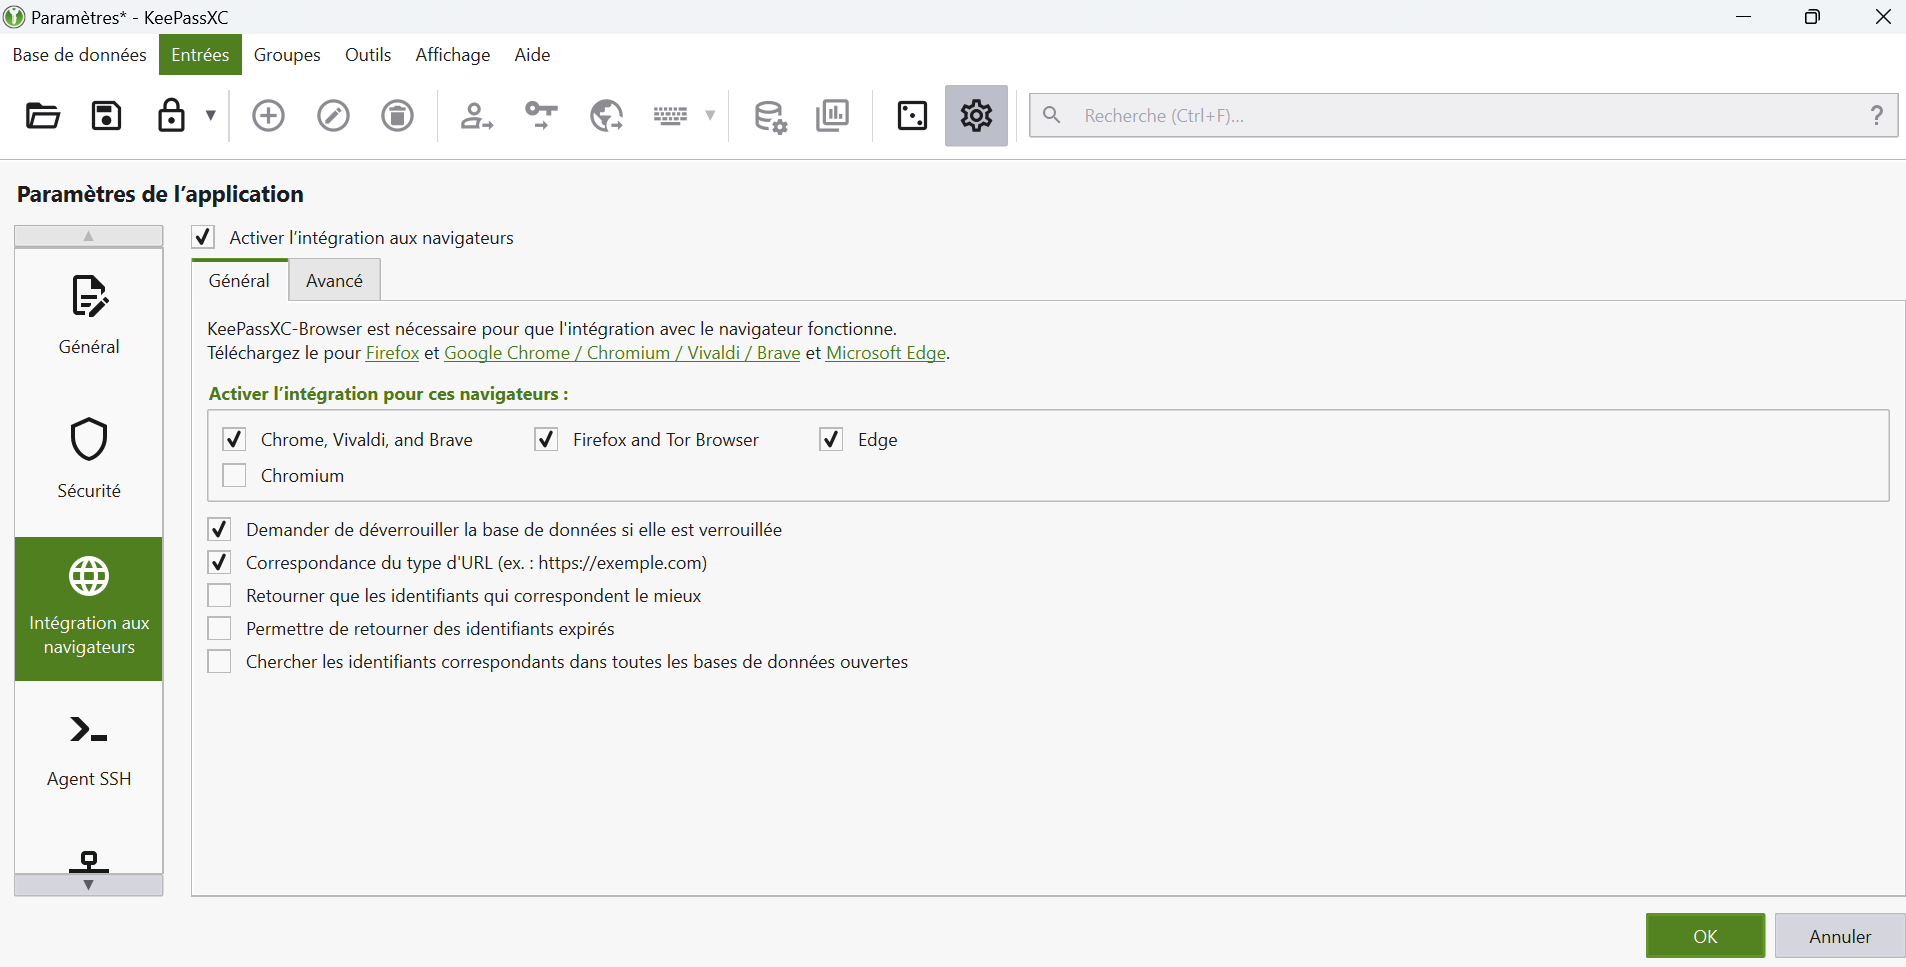 Paramètres* - KeePassXC
Base de données Entrées Groupes Outils Affichage Aide
Recherche (Ctrl+F)... ?
Paramètres de l’application
Général
Sécurité
Intégration aux
navigateurs
Agent SSH
Activer l’intégration aux navigateurs
Général Avancé
KeePassXC-Browser est nécessaire pour que l'intégration avec le navigateur fonctionne.
Téléchargez le pour Firefox et Google Chrome / Chromium / Vivaldi / Brave et Microsoft Edge.
Activer l’intégration pour ces navigateurs :
Chrome, Vivaldi, and Brave Firefox and Tor Browser Edge
Chromium
Demander de déverrouiller la base de données si elle est verrouillée
Correspondance du type d'URL (ex. : https://exemple.com)
Retourner que les identifiants qui correspondent le mieux
Permettre de retourner des identifiants expirés
Chercher les identifiants correspondants dans toutes les bases de données ouvertes
OK Annuler